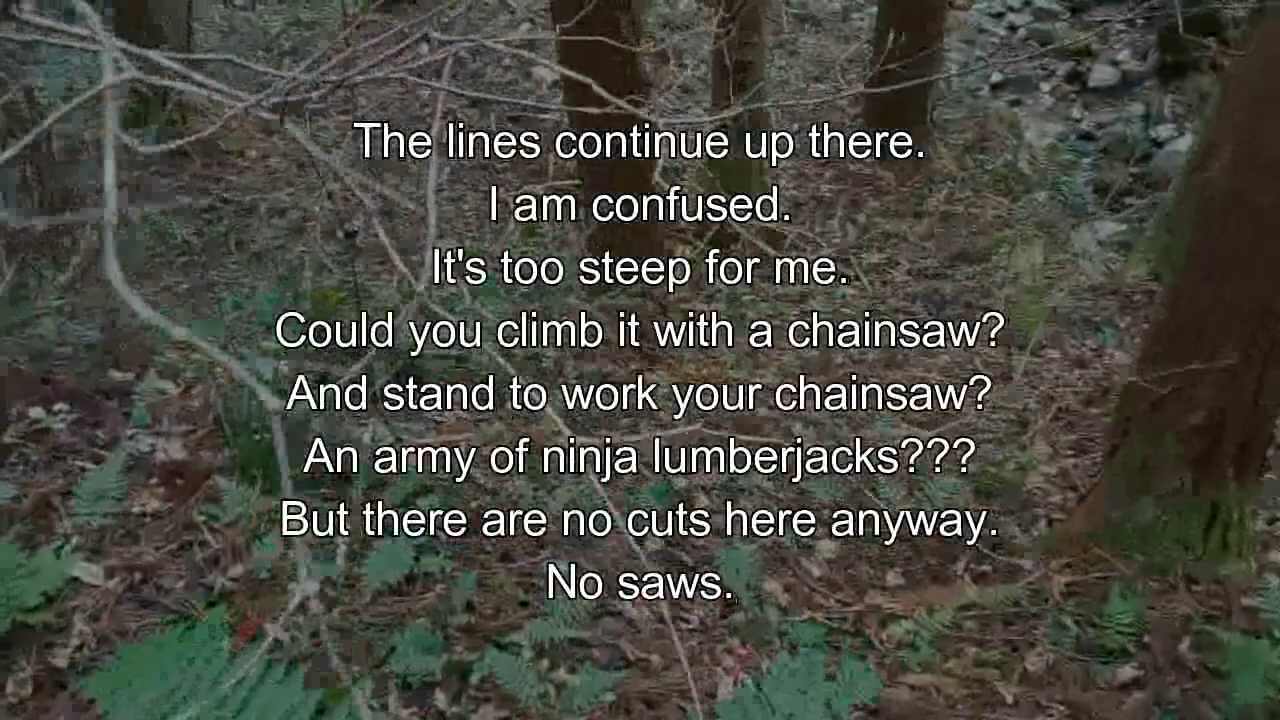 The lines continue up there.
I am confused.
It's too steep for me.
Could you climb it with a chainsaw?
And stand to work your chainsaw?
An army of ninja lumberjacks???
But there are no cuts here anyway.
No saws.